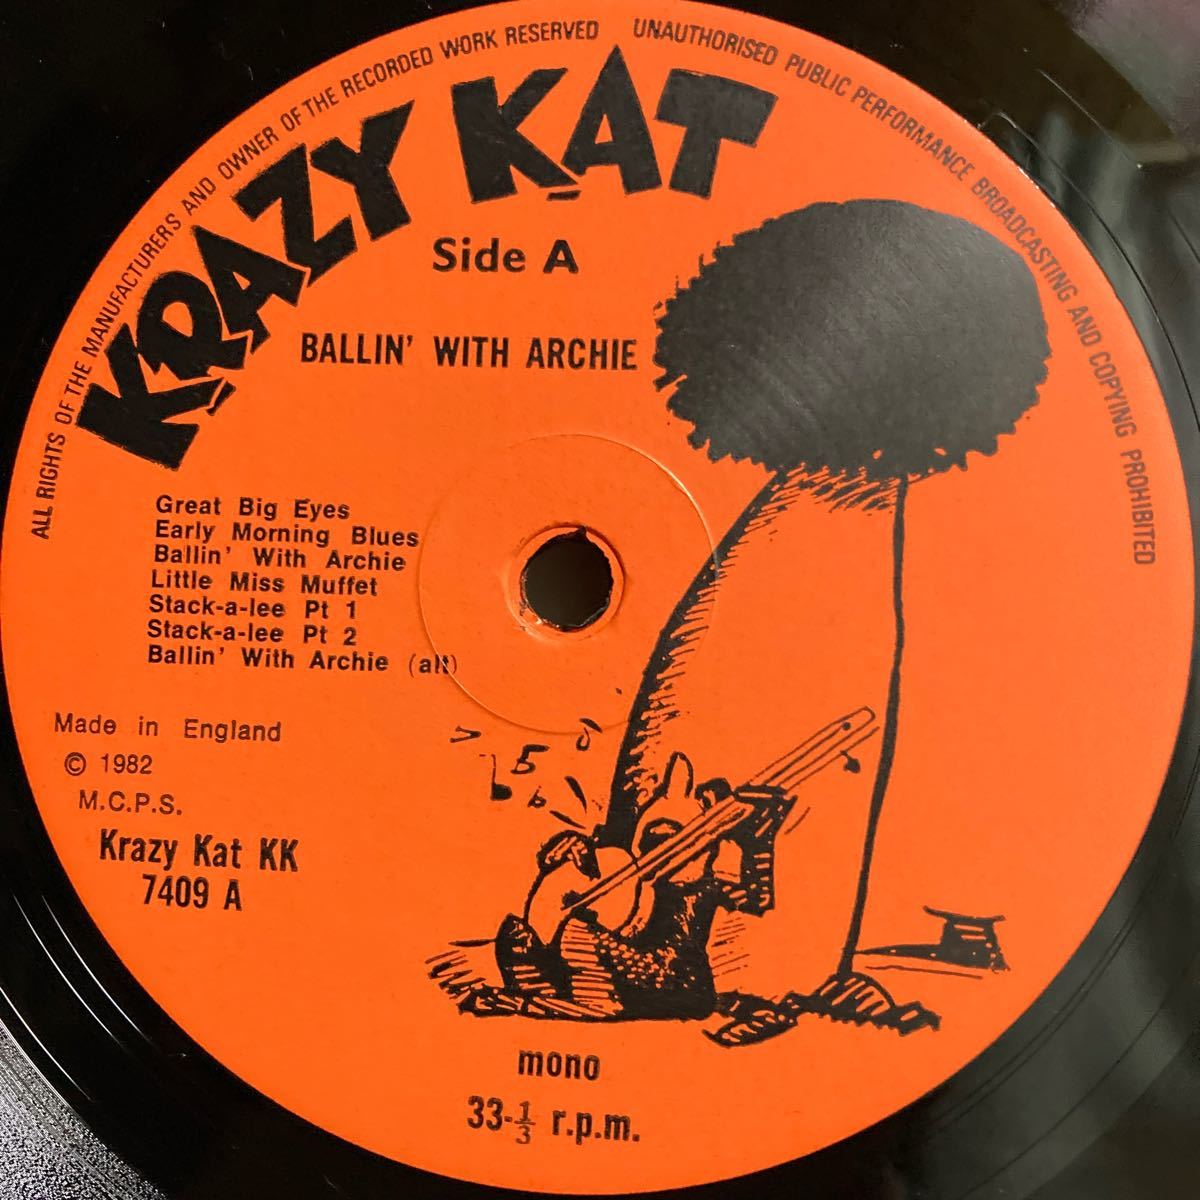 ALL RIGHTS OF THE MANUFACTURERS AND OWNER OF THE RECORDED WORK RESERVED UNAUTHORISED PUBLIC PERFORMANCE BROADCASTING AND COPYING PROHIBITED
KRAZY KAT
Side A
BALLIN' WITH ARCHIE
Great Big Eyes
Early Morning Blues
Ballin' With Archie
Little Miss Muffet
Stack-a-lee Pt 1
Stack-a-lee Pt 2
Ballin' With Archie (alt)
Made in England
© 1982
M.C.P.S.
Krazy Kat KK
7409 A
mono
33-1/3 r.p.m.